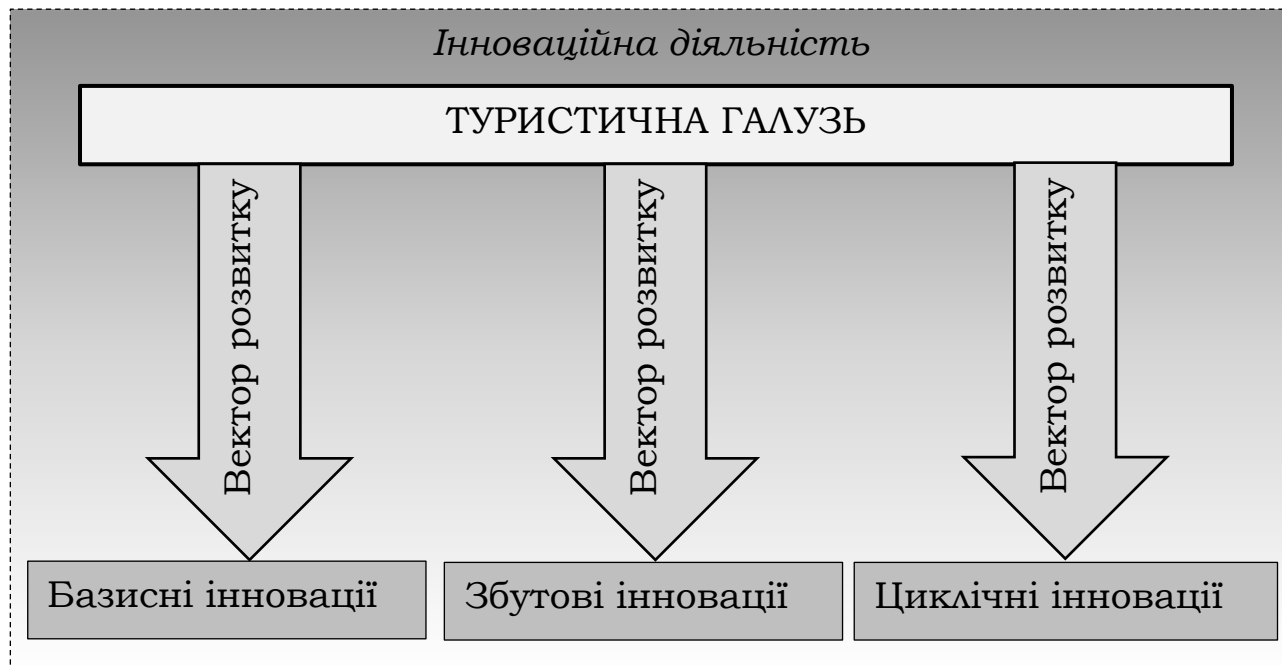 Інноваційна діяльність
ТУРИСТИЧНА ГАЛУЗЬ
Вектор розвитку
Вектор розвитку
Вектор розвитку
Базисні інновації
Збутові інновації
Циклічні інновації